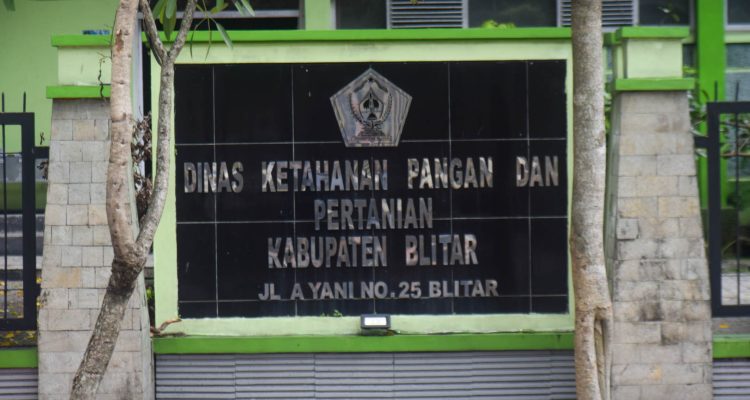 DINAS KETAHANAN PANGAN DAN
PERTANIAN
KABUPATEN BLITAR
JL A YANI NO.25 BLITAR